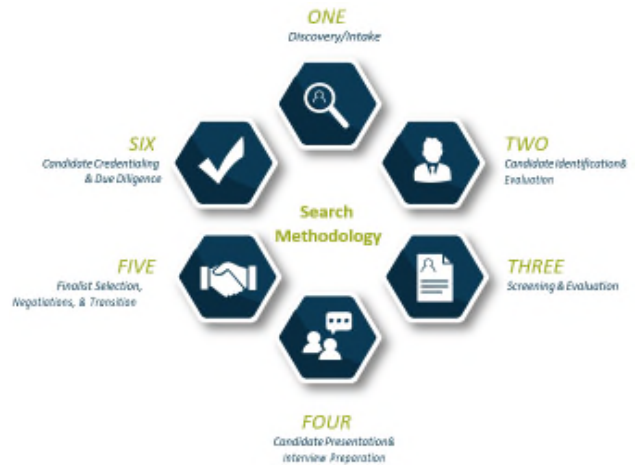 ONE
Discovery/Intake
TWO
Candidate Identification&
Evaluation
THREE
Screening & Evaluation
FOUR
Candidate Presentation&
Interview Preparation
FIVE
Finalist Selection,
Negotiations, & Transition
SIX
Candidate Credentialing
& Due Diligence
Search
Methodology